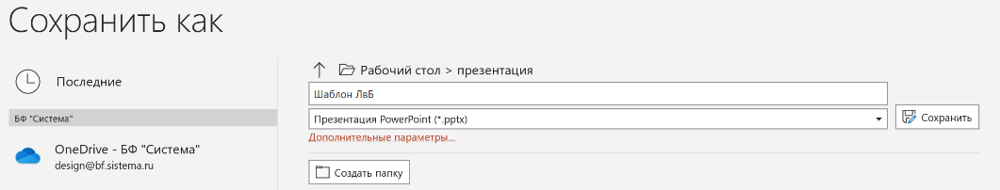 Сохранить как
Последние
БФ "Система"
OneDrive - БФ "Система"
design@bf.sistema.ru
Рабочий стол > презентация
Шаблон ЛвБ
Презентация PowerPoint (*.pptx)
Сохранить
Дополнительные параметры...
Создать папку